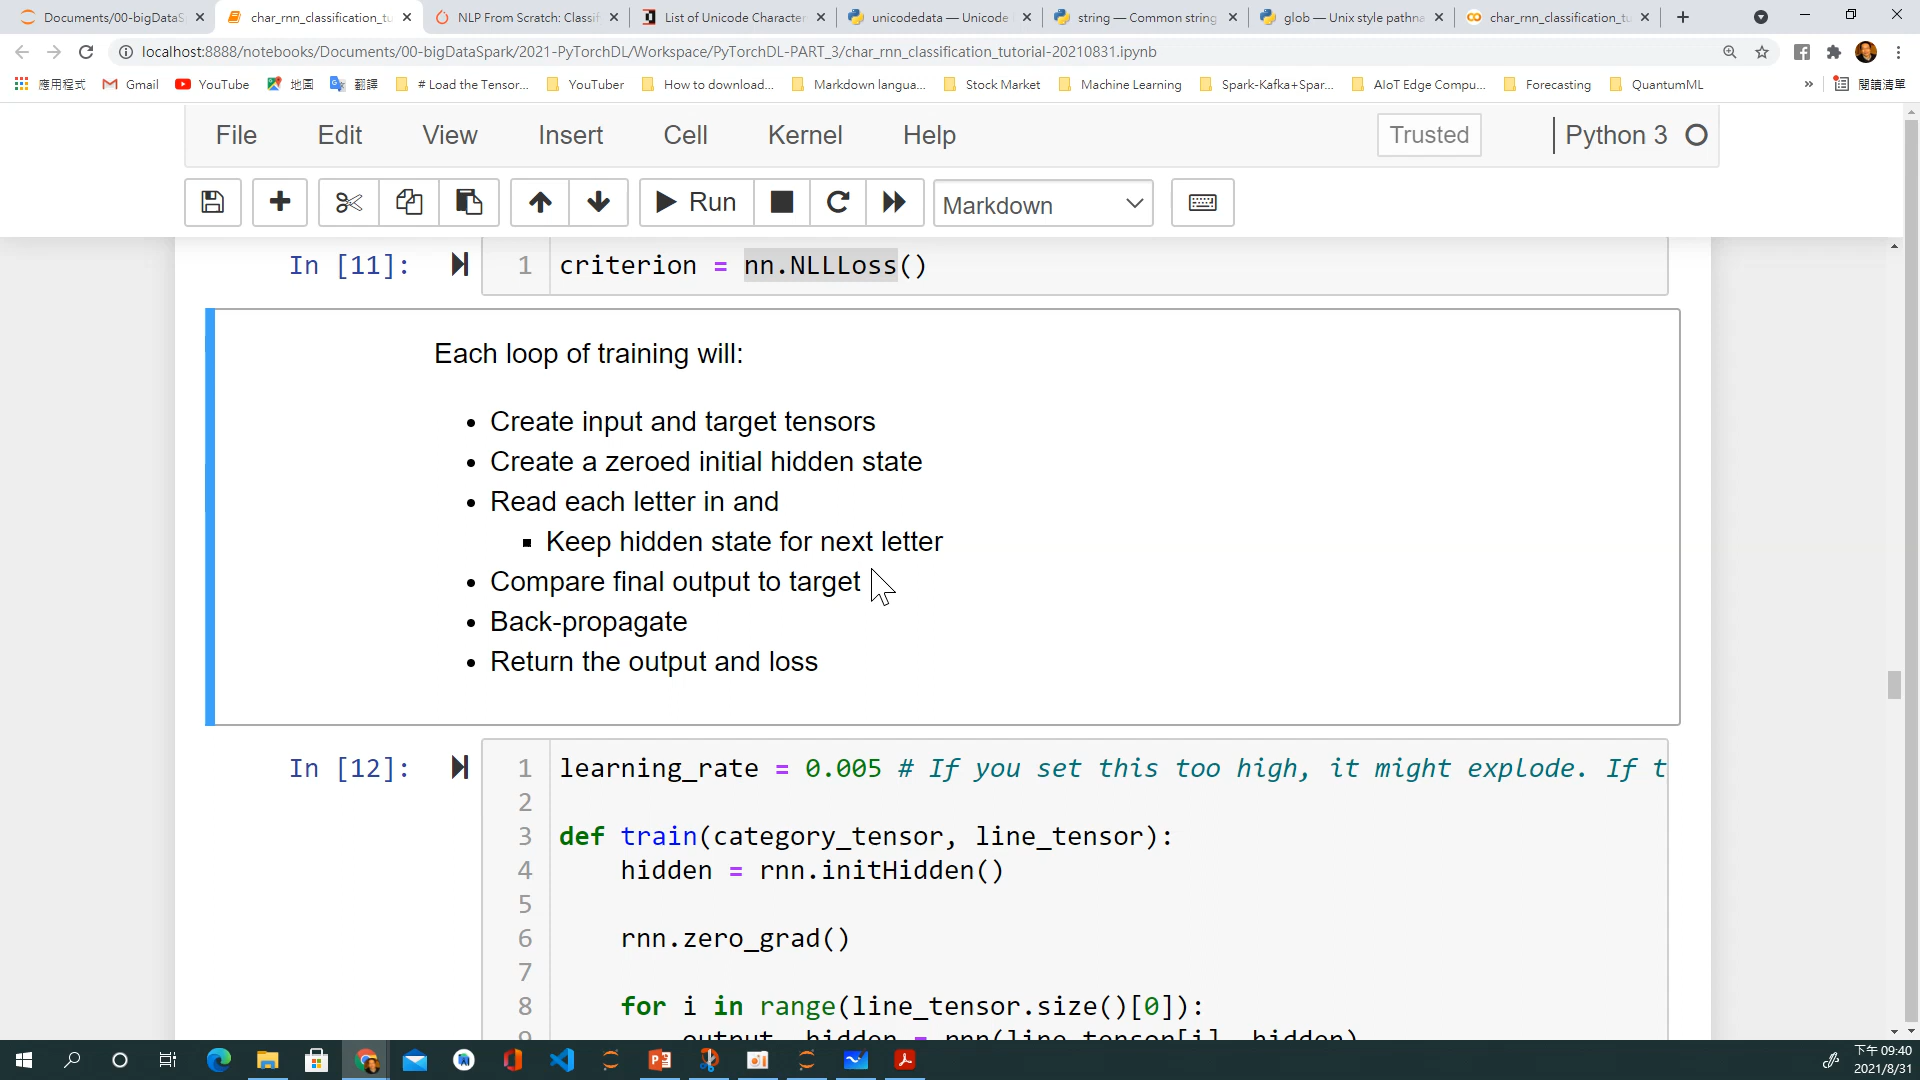 Documents/00-bigDataS
char_rnn_classification_tu
NLP From Scratch: Classif
List of Unicode Character
unicodedata — Unicode
string — Common string
glob — Unix style pathna
char_rnn_classification_tu
localhost:8888/notebooks/Documents/00-bigDataSpark/2021-PyTorchDL/Workspace/PyTorchDL-PART_3/char_rnn_classification_tutorial-20210831.ipynb
應用程式
Gmail
YouTube
地圖
翻譯
# Load the Tensor...
YouTuber
How to download...
Markdown langua...
Stock Market
Machine Learning
Spark-Kafka+Spar...
AIoT Edge Compu...
Forecasting
QuantumML
»
閱讀清單
File Edit View Insert Cell Kernel Help
Trusted
Python 3
Run
Markdown
In [11]:
1 criterion = nn.NLLLoss()
Each loop of training will:
• Create input and target tensors
• Create a zeroed initial hidden state
• Read each letter in and
▪ Keep hidden state for next letter
• Compare final output to target
• Back-propagate
• Return the output and loss
In [12]:
1 learning_rate = 0.005 # If you set this too high, it might explode. If t
2
3 def train(category_tensor, line_tensor):
4     hidden = rnn.initHidden()
5
6     rnn.zero_grad()
7
8     for i in range(line_tensor.size()[0]):
9         output, hidden = rnn(line_tensor[i], hidden)
下午 09:40
2021/8/31